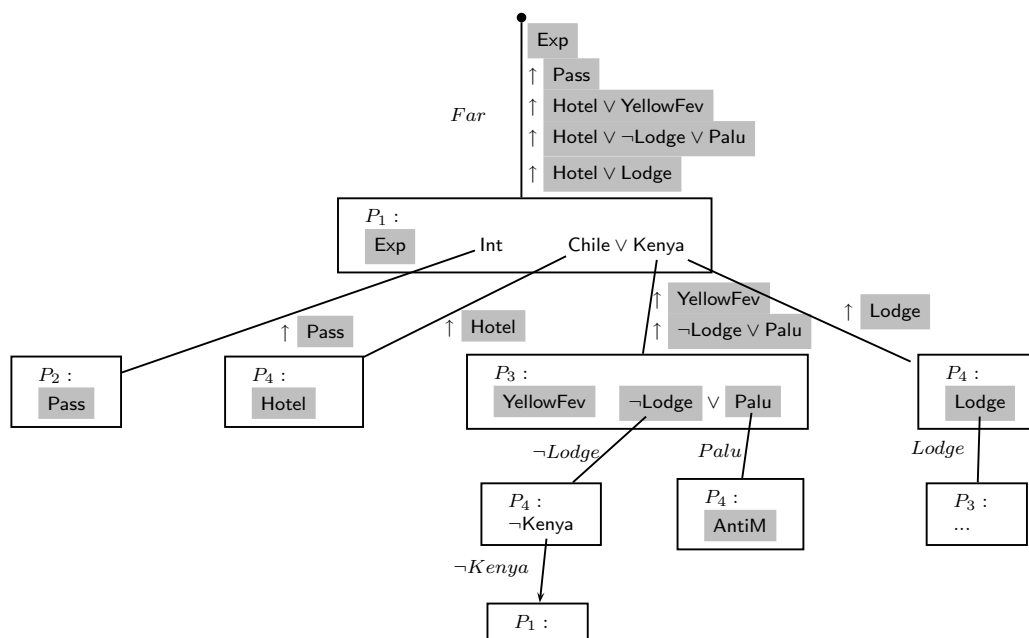 Exp
↑ Pass
↑ Hotel ∨ YellowFev
Far
↑ Hotel ∨ ¬Lodge ∨ Palu
↑ Hotel ∨ Lodge
P₁ :
Exp Int Chile ∨ Kenya
↑ YellowFev
↑ Lodge
↑ Pass
↑ Hotel
↑ ¬Lodge ∨ Palu
P₂ :
Pass
P₄ :
Hotel
P₃ :
YellowFev ¬Lodge ∨ Palu
P₄ :
Lodge
¬Lodge
Palu
Lodge
P₄ :
¬Kenya
P₄ :
AntiM
P₃ :
...
¬Kenya
P₁ :